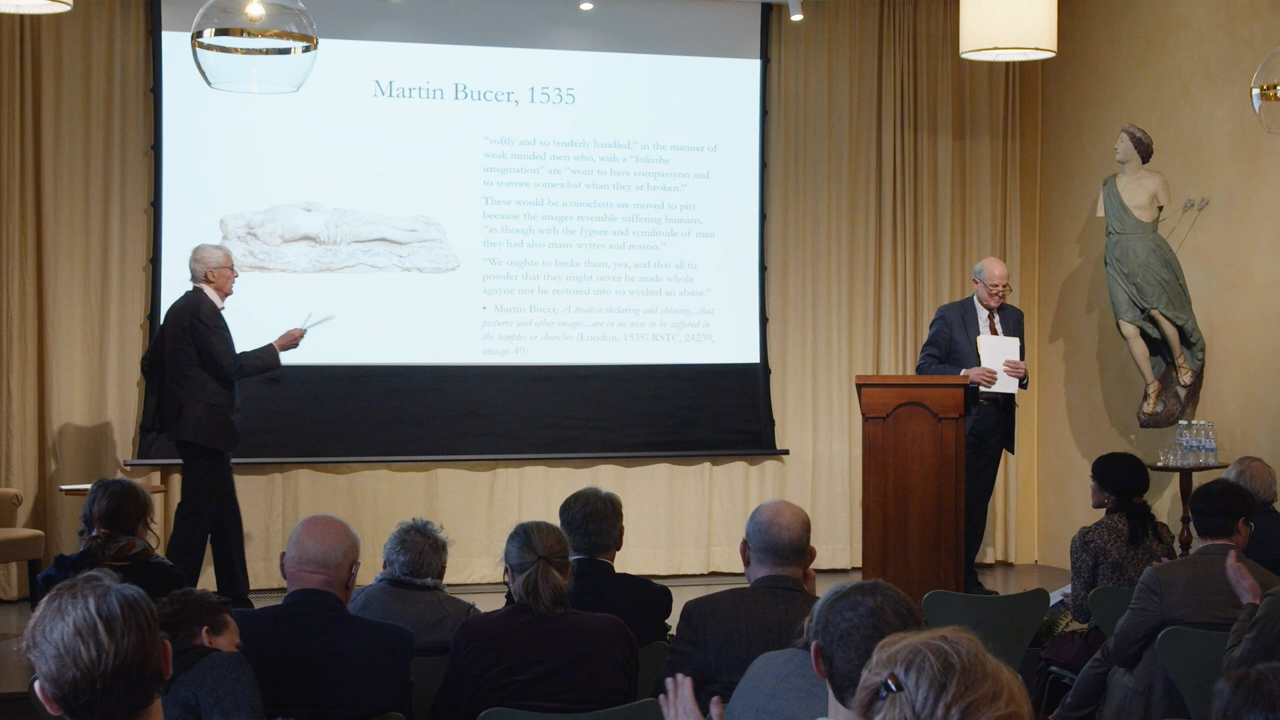 Martin Bucer, 1535
"softly and so tenderly handled," in the manner of
weak minded men who, with a "folisshe
imagination" are "wont to have compassyon and
to sorowe somewhat whan they ar broken."
These would-be iconoclasts are moved to pity
because the images resemble suffering humans,
"as though with the fygure and symilitude of man
they had also mans wyttes and reason."
"We oughte to breke them, yea, and that all to-
powder that they might never be made whole
agayne nor be restored into so wycked an abuse."
• Martin Bucer, A treatise declaring and showing...that
pictures and other images...are in no wise to be suffered in
the temples or churches (London, 1535) RSTC, 24239,
image 49)